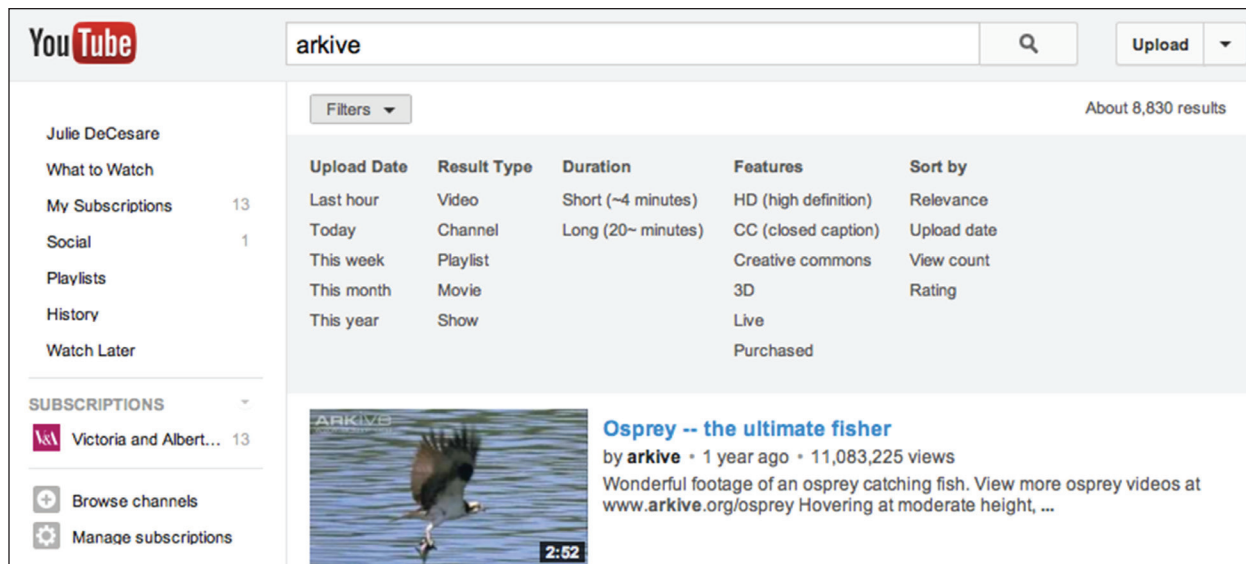 YouTube
arkive
Upload
Filters
About 8,830 results
Julie DeCesare
What to Watch
My Subscriptions 13
Social 1
Playlists
History
Watch Later
SUBSCRIPTIONS
Victoria and Albert... 13
Browse channels
Manage subscriptions
Upload Date Result Type Duration Features Sort by
Last hour Video Short (~4 minutes) HD (high definition) Relevance
Today Channel Long (20~ minutes) CC (closed caption) Upload date
This week Playlist Creative commons View count
This month Movie 3D Rating
This year Show Live
Purchased
ARKIVE
2:52
Osprey -- the ultimate fisher
by arkive • 1 year ago • 11,083,225 views
Wonderful footage of an osprey catching fish. View more osprey videos at
www.arkive.org/osprey Hovering at moderate height, ...